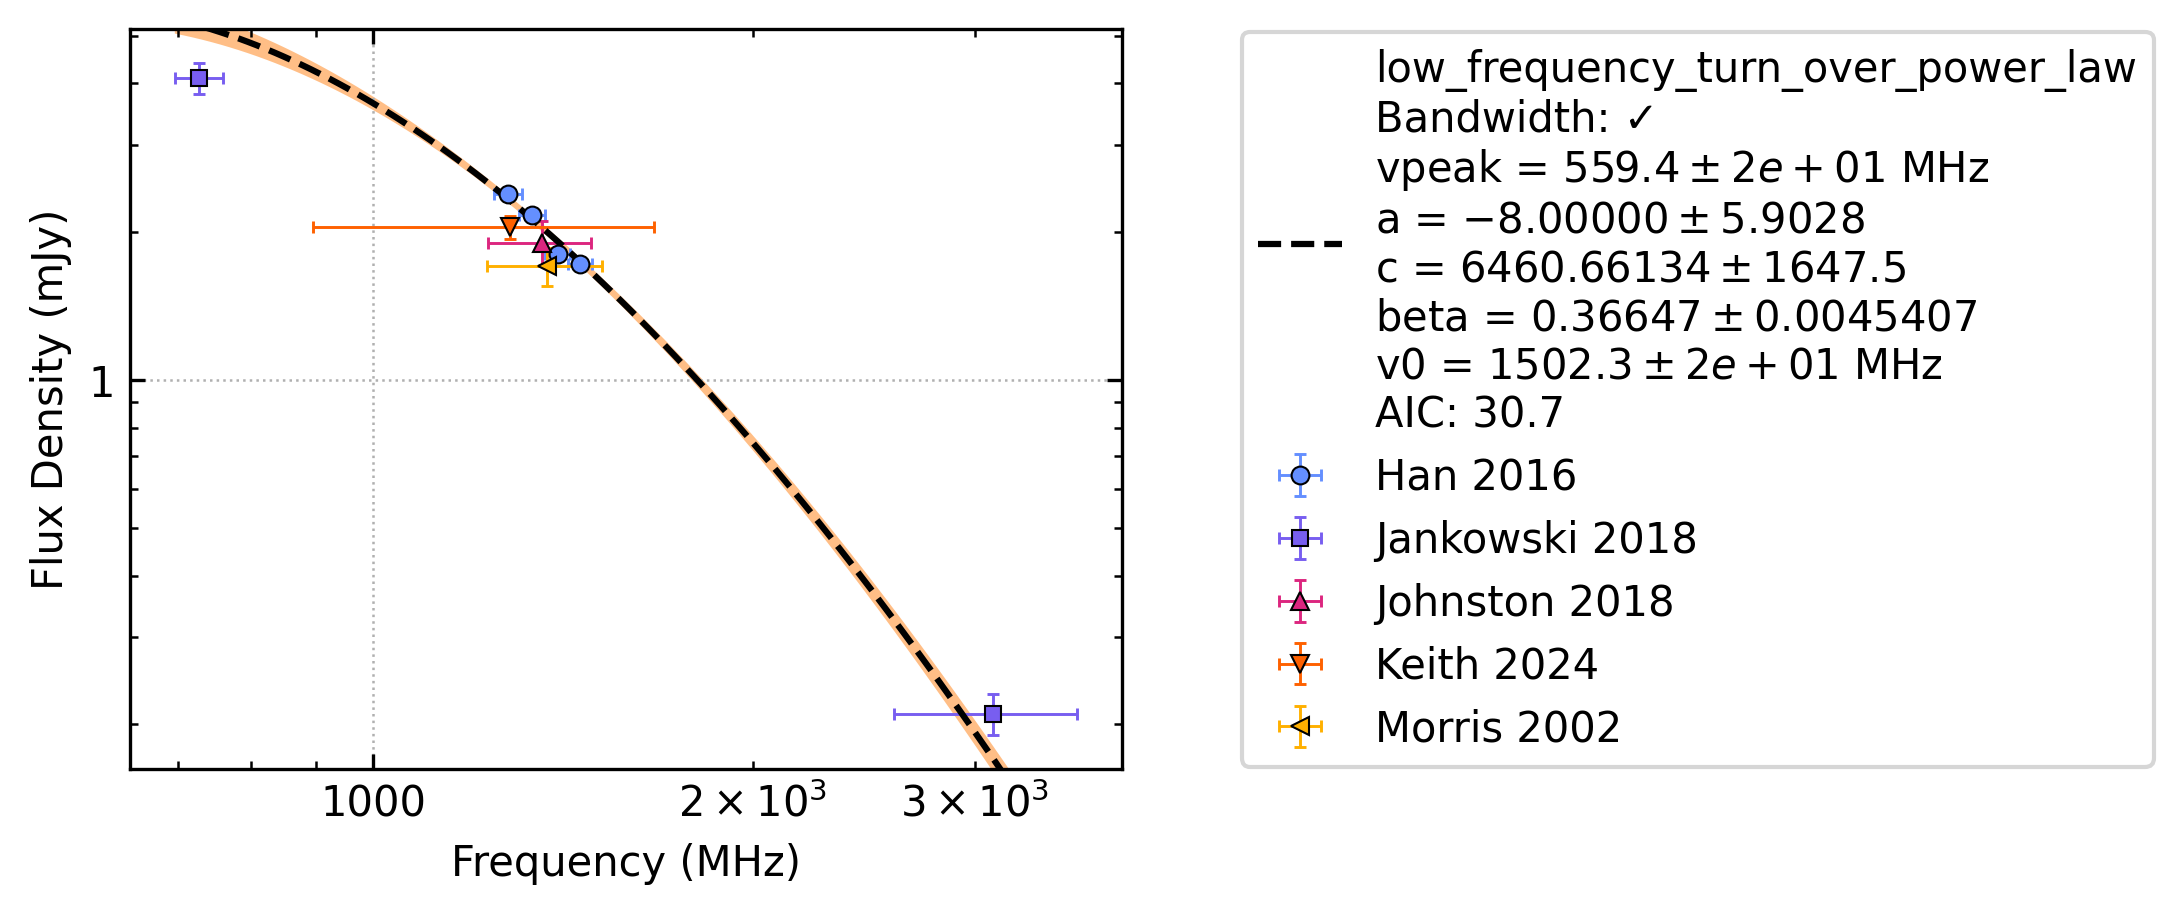 Flux Density (mJy)
1
1000
2 × 10³
3 × 10³
Frequency (MHz)
low_frequency_turn_over_power_law
Bandwidth: ✓
vpeak = 559.4 ± 2e + 01 MHz
a = −8.00000 ± 5.9028
c = 6460.66134 ± 1647.5
beta = 0.36647 ± 0.0045407
v0 = 1502.3 ± 2e + 01 MHz
AIC: 30.7
Han 2016
Jankowski 2018
Johnston 2018
Keith 2024
Morris 2002